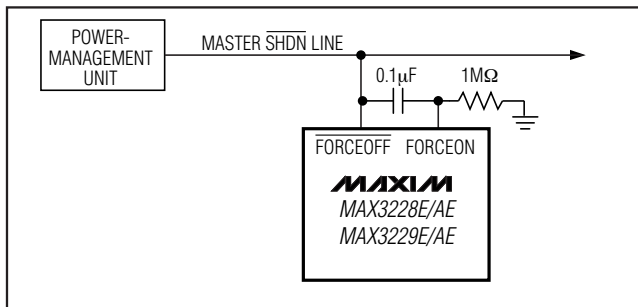 POWER-
MANAGEMENT
UNIT
MASTER SHDN LINE
0.1μF
1MΩ
FORCEOFF FORCEON
MAXIM
MAX3228E/AE
MAX3229E/AE